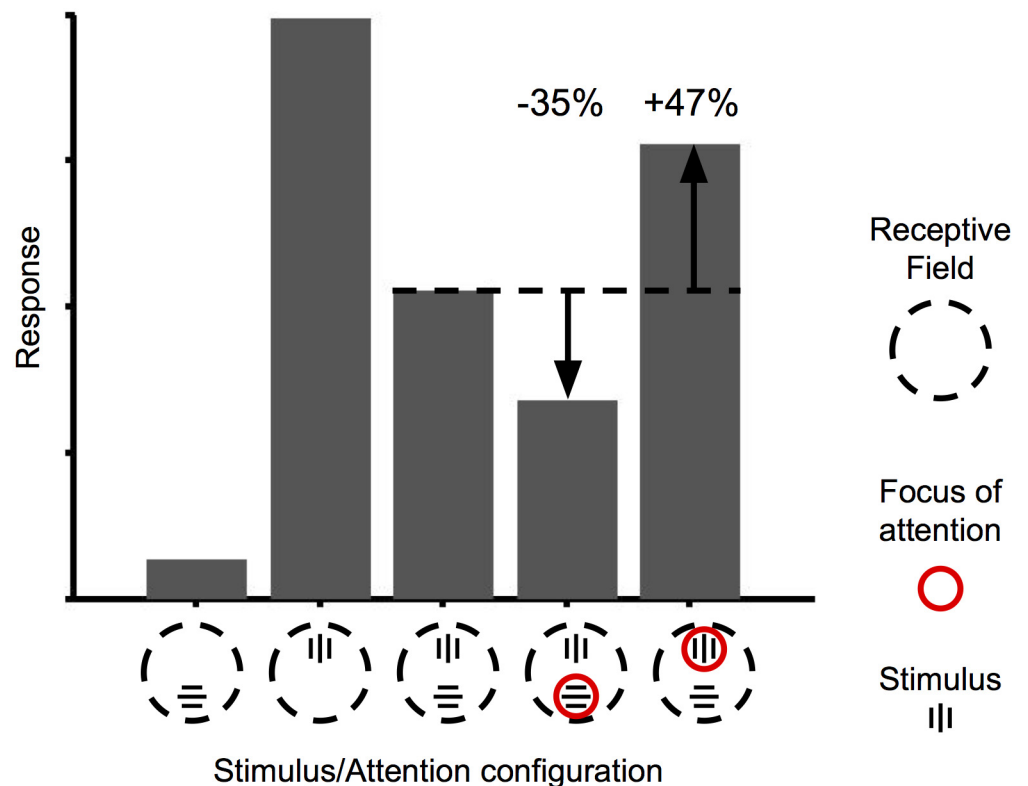 -35%
+47%
Response
Receptive
Field
Focus of
attention
Stimulus
Stimulus/Attention configuration